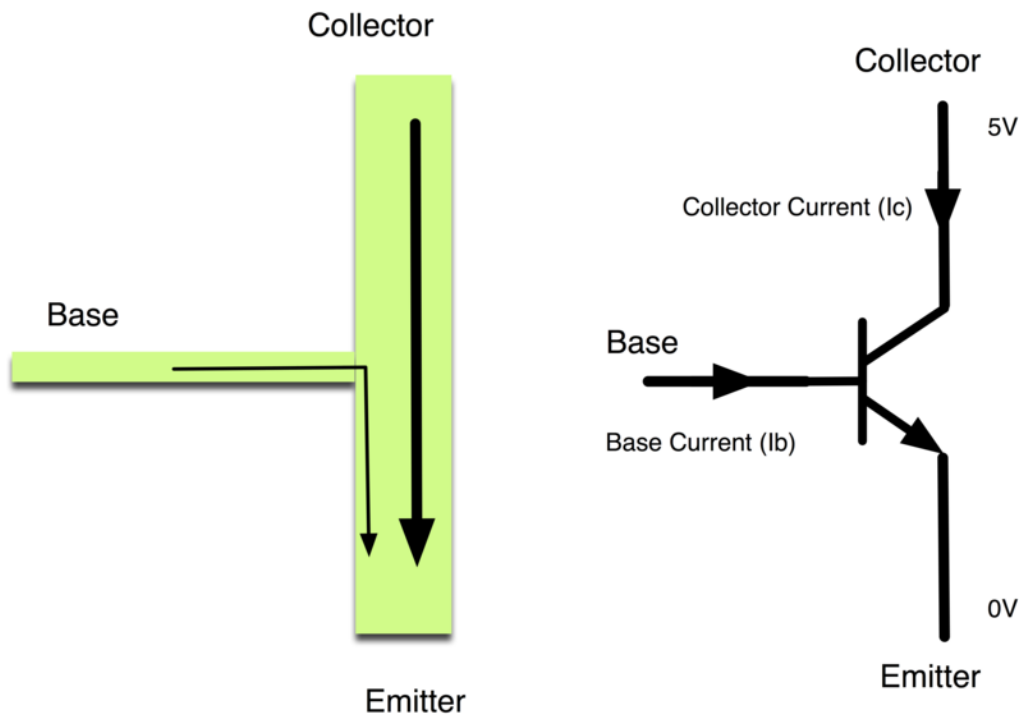 Collector
Base
Emitter
Collector
5V
Collector Current (Ic)
Base
Base Current (Ib)
0V
Emitter